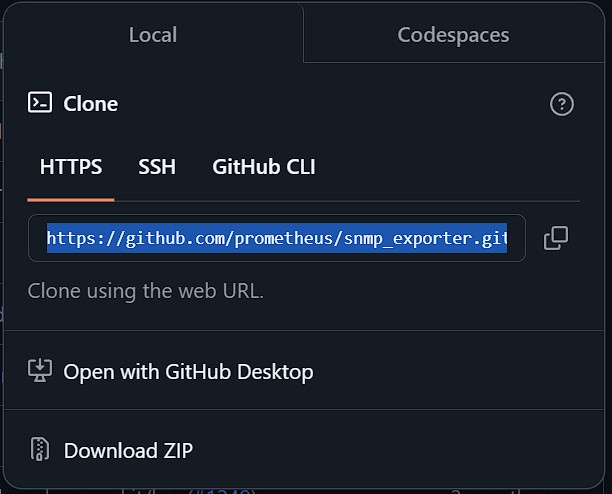 Local
Codespaces
Clone
HTTPS
SSH
GitHub CLI
https://github.com/prometheus/snmp_exporter.git
Clone using the web URL.
Open with GitHub Desktop
Download ZIP